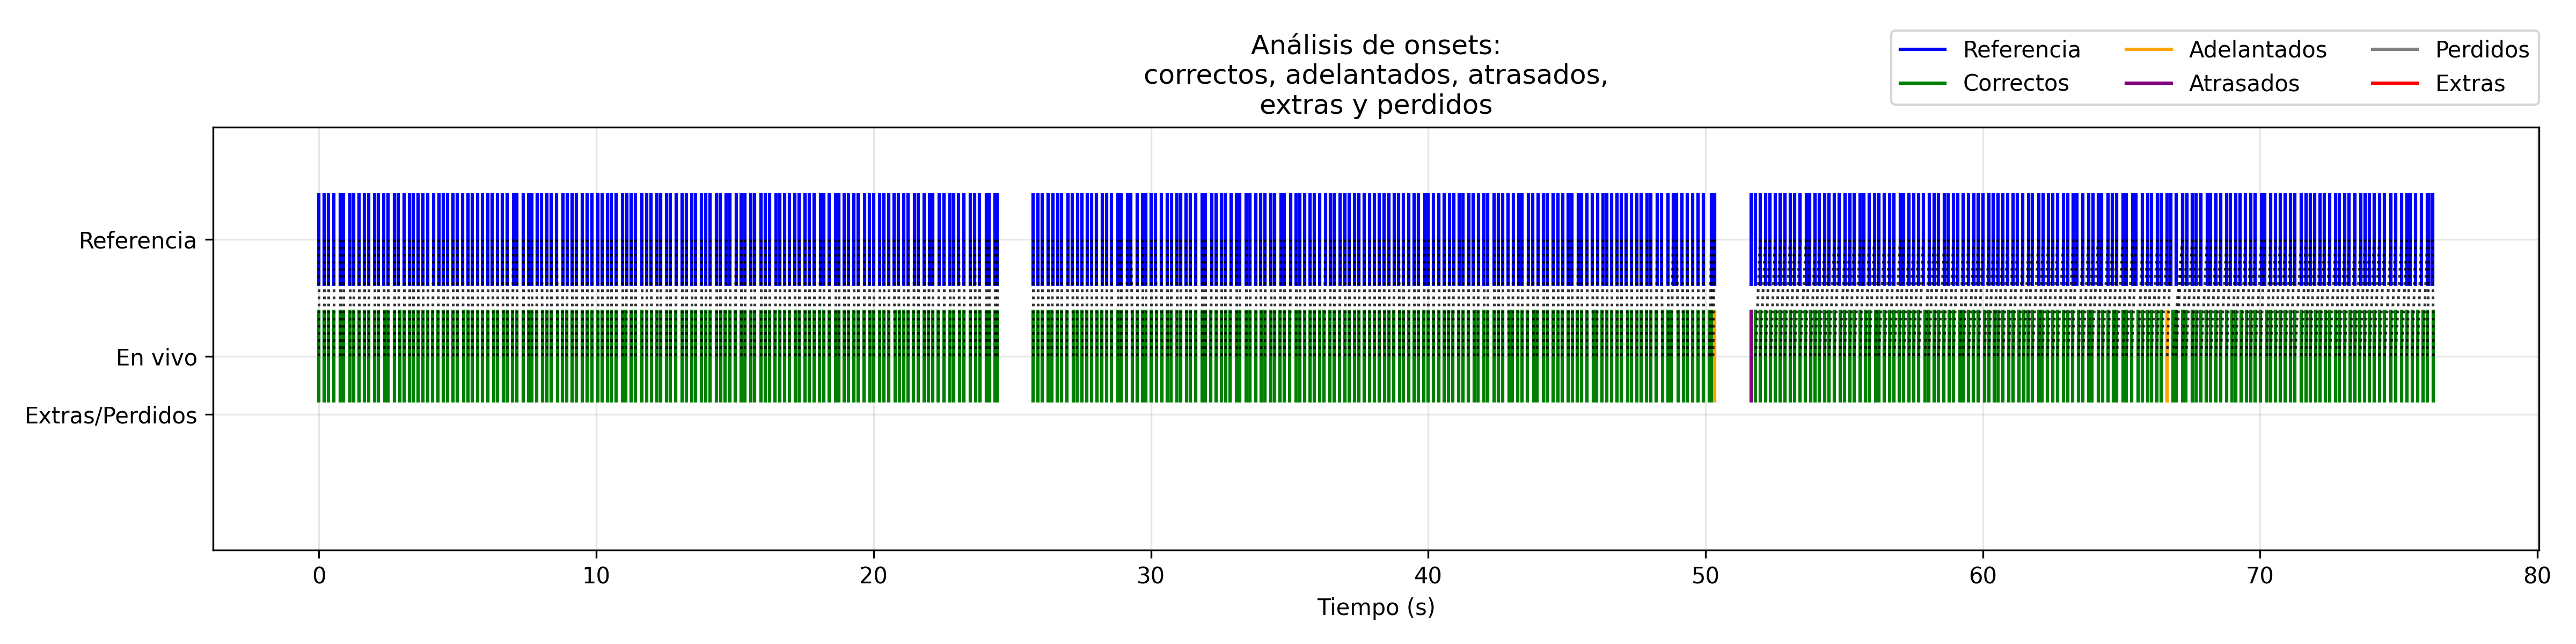 Análisis de onsets:
correctos, adelantados, atrasados,
extras y perdidos
Referencia
Adelantados
Perdidos
Correctos
Atrasados
Extras
Referencia
En vivo
Extras/Perdidos
0
10
20
30
40
50
60
70
80
Tiempo (s)